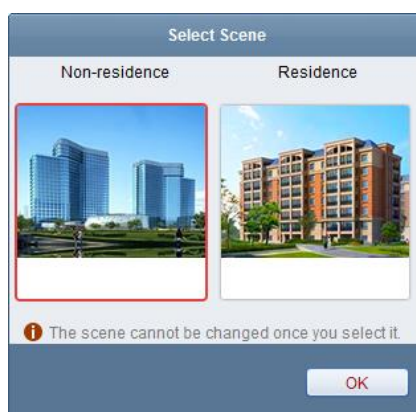 Select Scene
Non-residence Residence
The scene cannot be changed once you select it.
OK